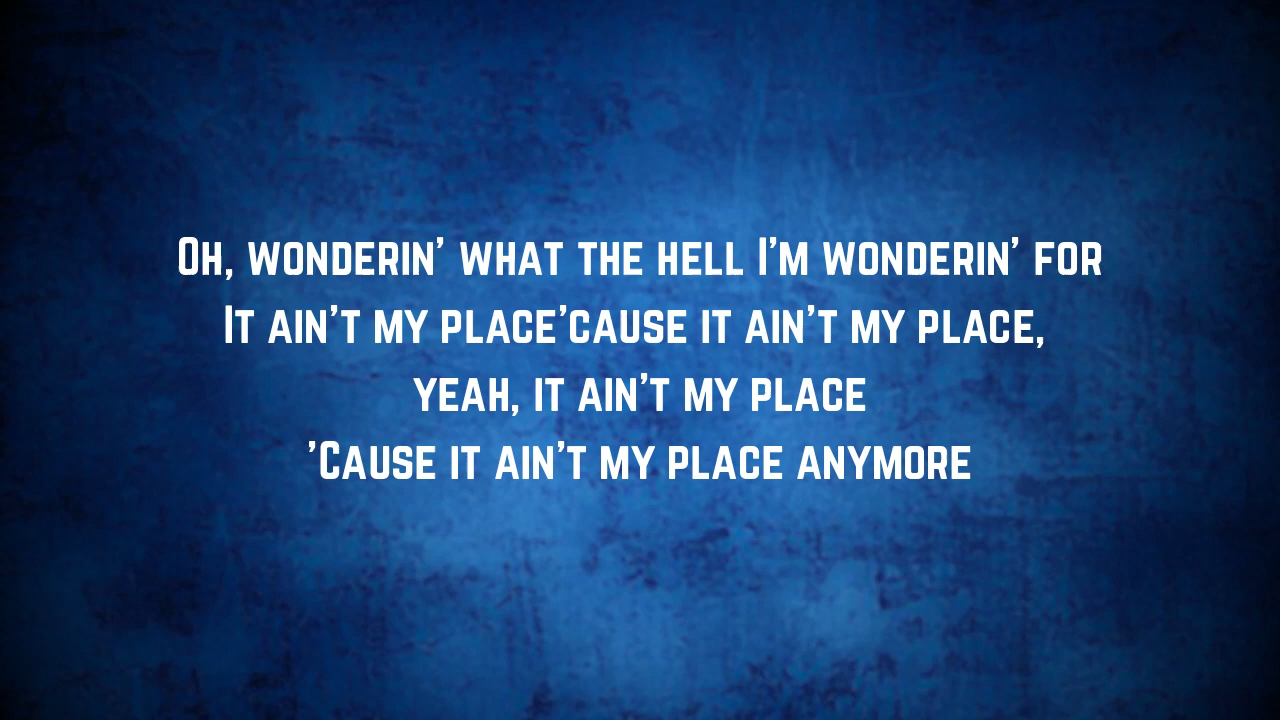 Oh, wonderin' what the hell I'm wonderin' for
It ain't my place'cause it ain't my place,
yeah, it ain't my place
'Cause it ain't my place anymore